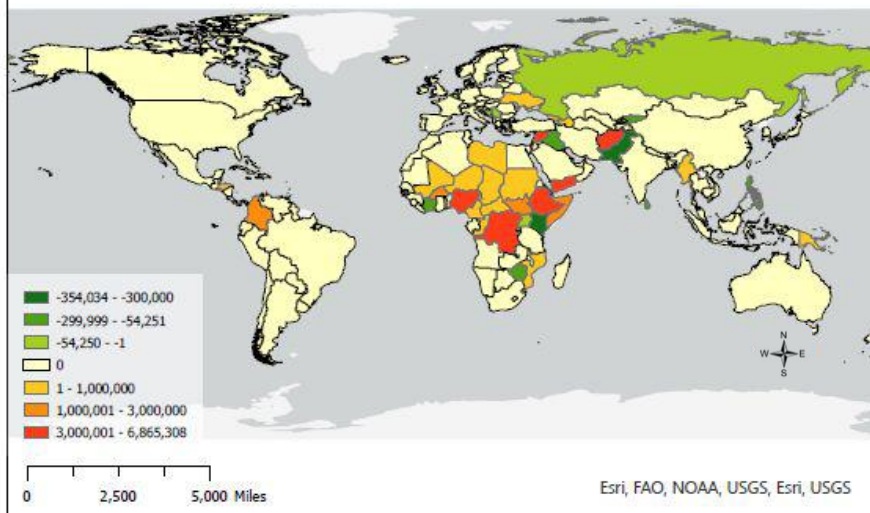 N
W E
S
-354,034 - -300,000
-299,999 - -54,251
-54,250 - -1
0
1 - 1,000,000
1,000,001 - 3,000,000
3,000,001 - 6,865,308
0 2,500 5,000 Miles
Esri, FAO, NOAA, USGS, Esri, USGS